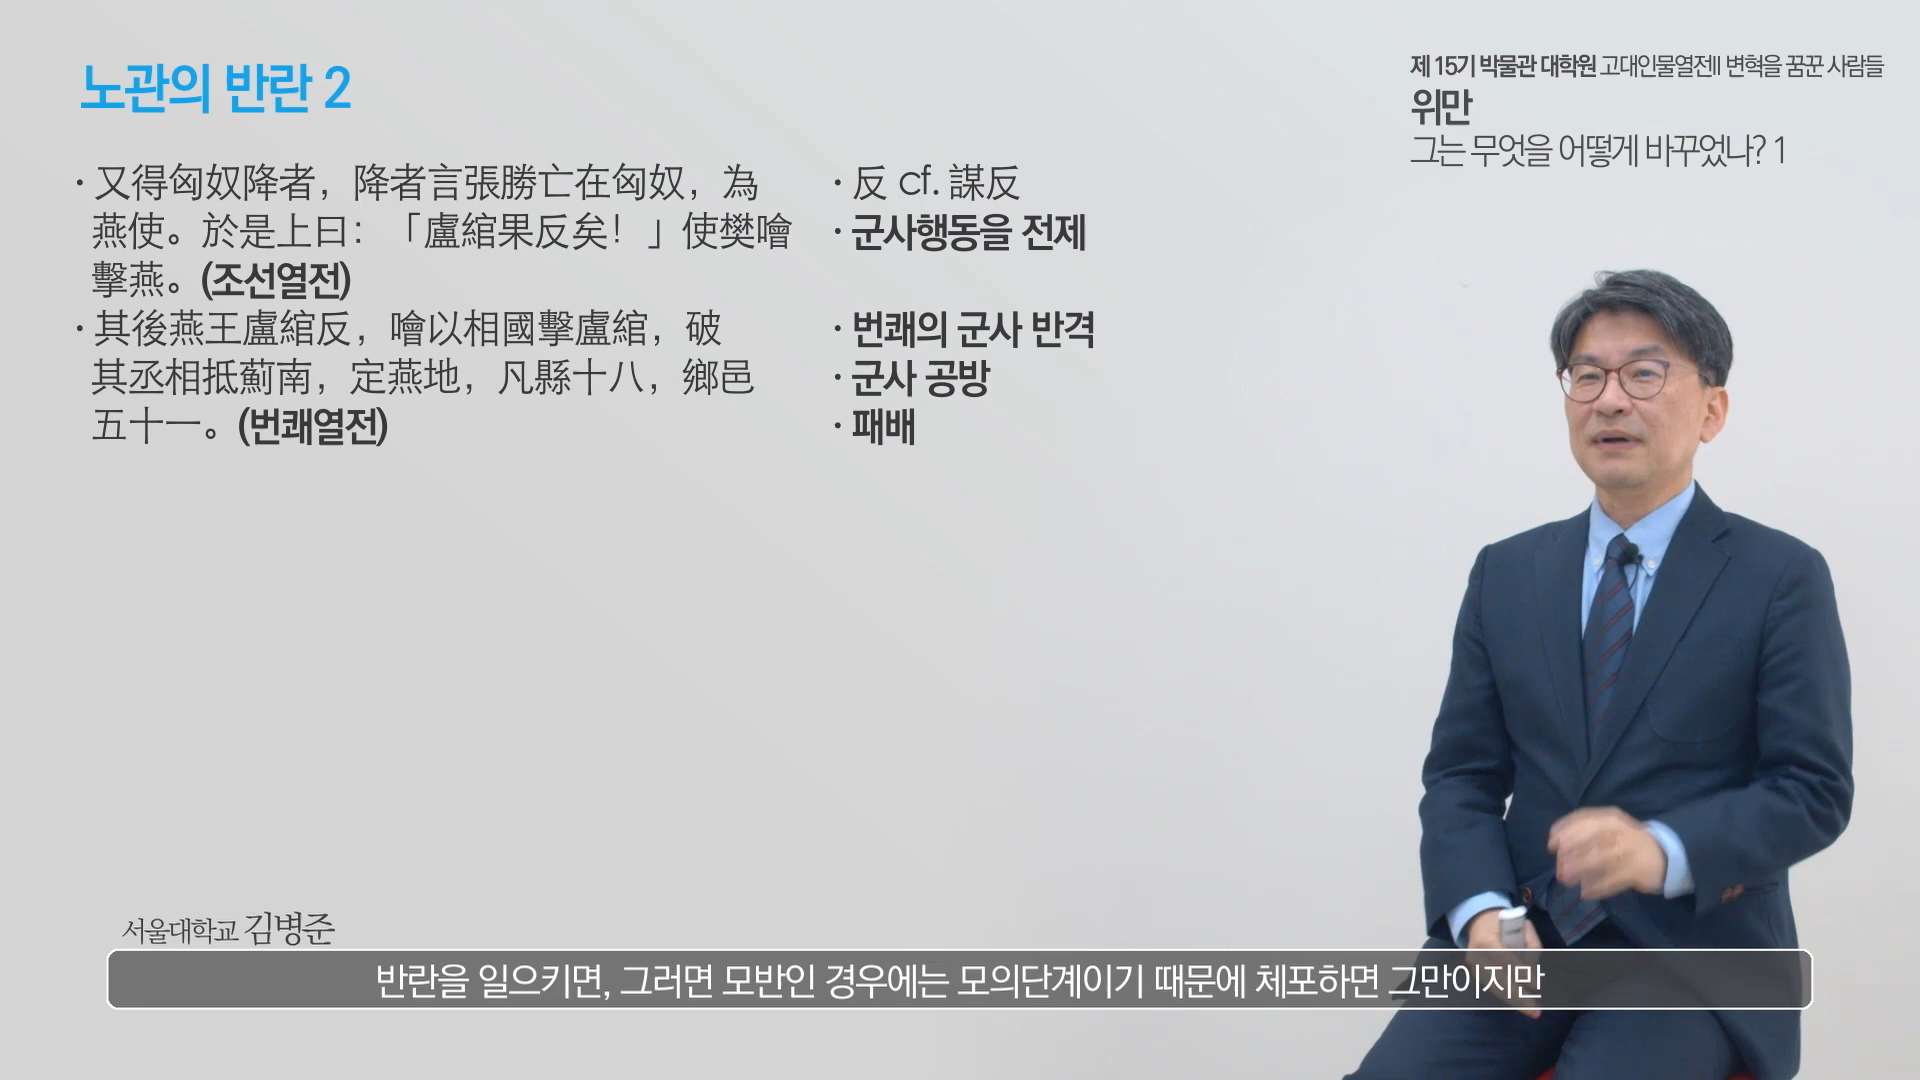 노관의 반란 2
제 15기 박물관 대학원 고대인물열전II 변혁을 꿈꾼 사람들
위만
그는 무엇을 어떻게 바꾸었나? 1
· 又得匈奴降者，降者言張勝亡在匈奴，為
燕使。於是上曰：「盧綰果反矣！」使樊噲
擊燕。(조선열전)
· 其後燕王盧綰反，噲以相國擊盧綰，破
其丞相抵薊南，定燕地，凡縣十八，鄉邑
五十一。(번쾌열전)
· 反 cf. 謀反
· 군사행동을 전제
· 번쾌의 군사 반격
· 군사 공방
· 패배
서울대학교 김병준
반란을 일으키면, 그러면 모반인 경우에는 모의단계이기 때문에 체포하면 그만이지만